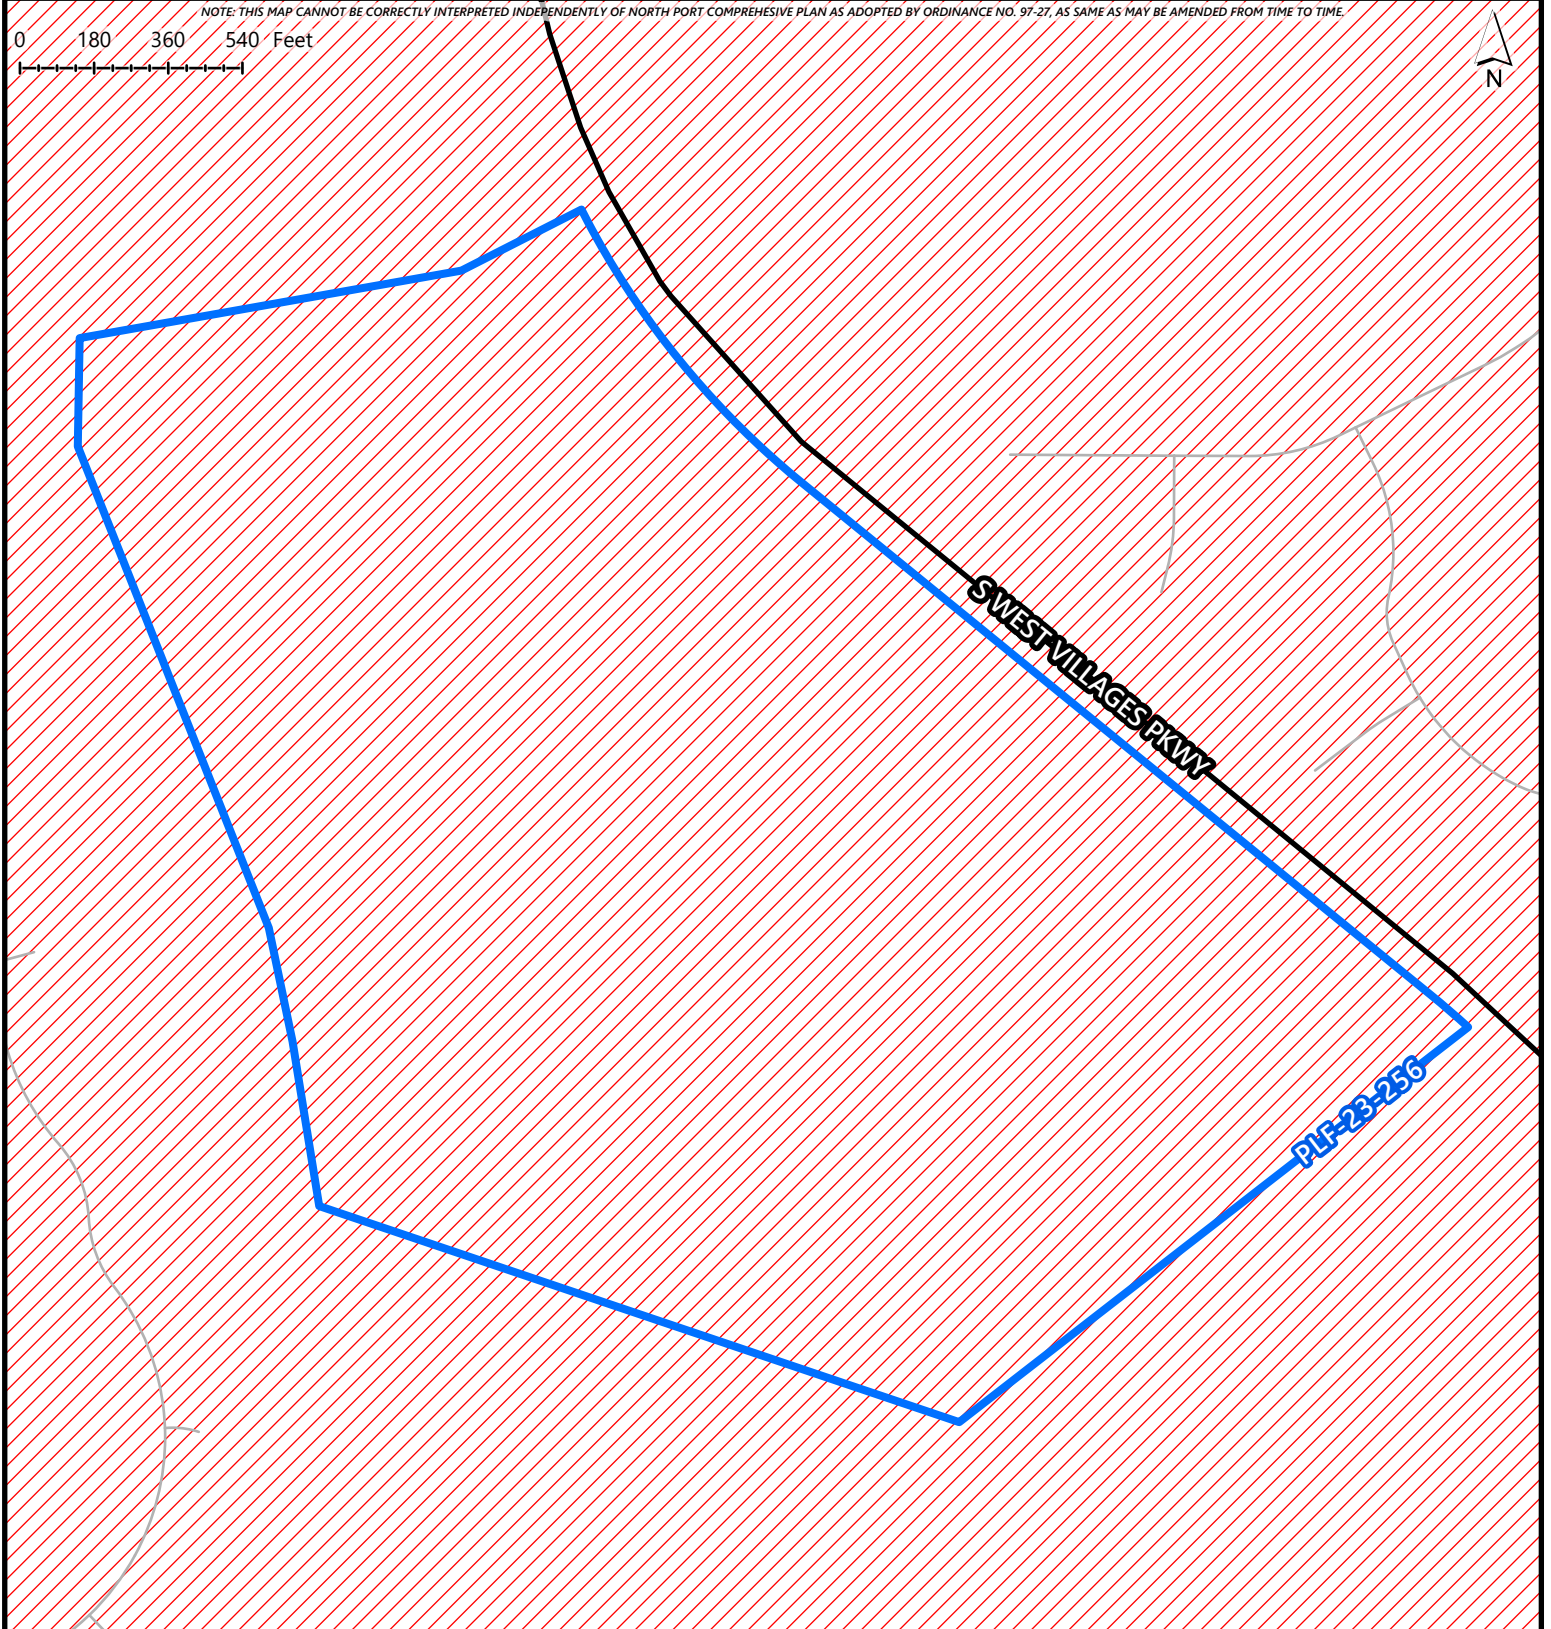 NOTE: THIS MAP CANNOT BE CORRECTLY INTERPRETED INDEPENDENTLY OF NORTH PORT COMPREHESIVE PLAN AS ADOPTED BY ORDINANCE NO. 97-27, AS SAME AS MAY BE AMENDED FROM TIME TO TIME.
0 180 360 540 Feet
N
S WEST VILLAGES PKWY
PLF-23-256